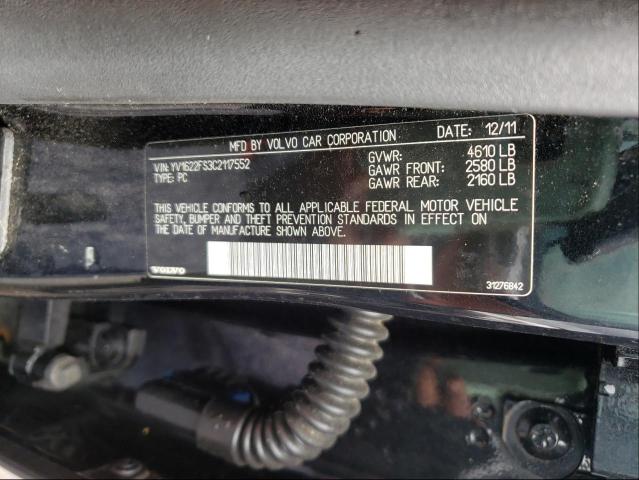 MFD BY VOLVO CAR CORPORATION DATE: 12/11
VIN: YV1622FS3C2117552 GVWR: 4610 LB
TYPE: PC GAWR FRONT: 2580 LB
GAWR REAR: 2160 LB
THIS VEHICLE CONFORMS TO ALL APPLICABLE FEDERAL MOTOR VEHICLE
SAFETY, BUMPER AND THEFT PREVENTION STANDARDS IN EFFECT ON
THE DATE OF MANUFACTURE SHOWN ABOVE.
VOLVO 31276842